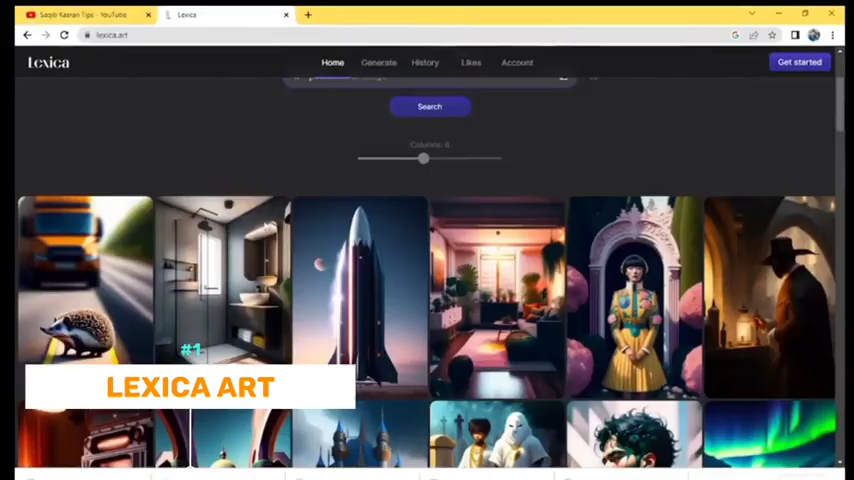 Saqib Kasran Tips - YouTube
Lexica
lexica.art
Lexica
Home
Generate
History
Likes
Account
Get started
Search
Columns: 6
#1
LEXICA ART